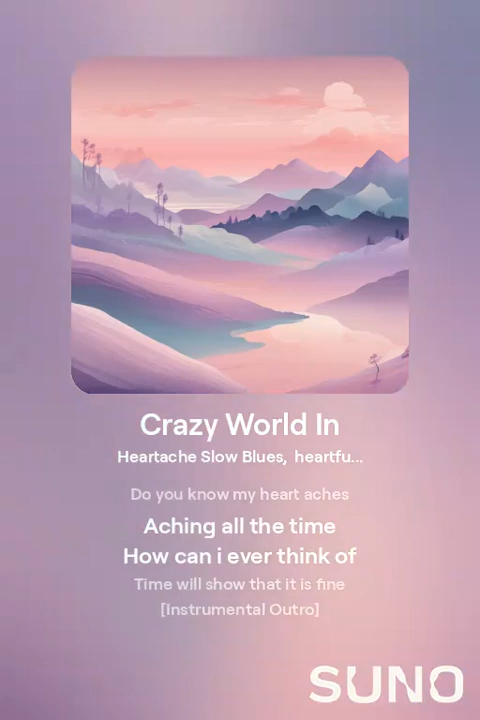 Crazy World In
Heartache Slow Blues, heartfu...
Do you know my heart aches
Aching all the time
How can i ever think of
Time will show that it is fine
[Instrumental Outro]
SUNO